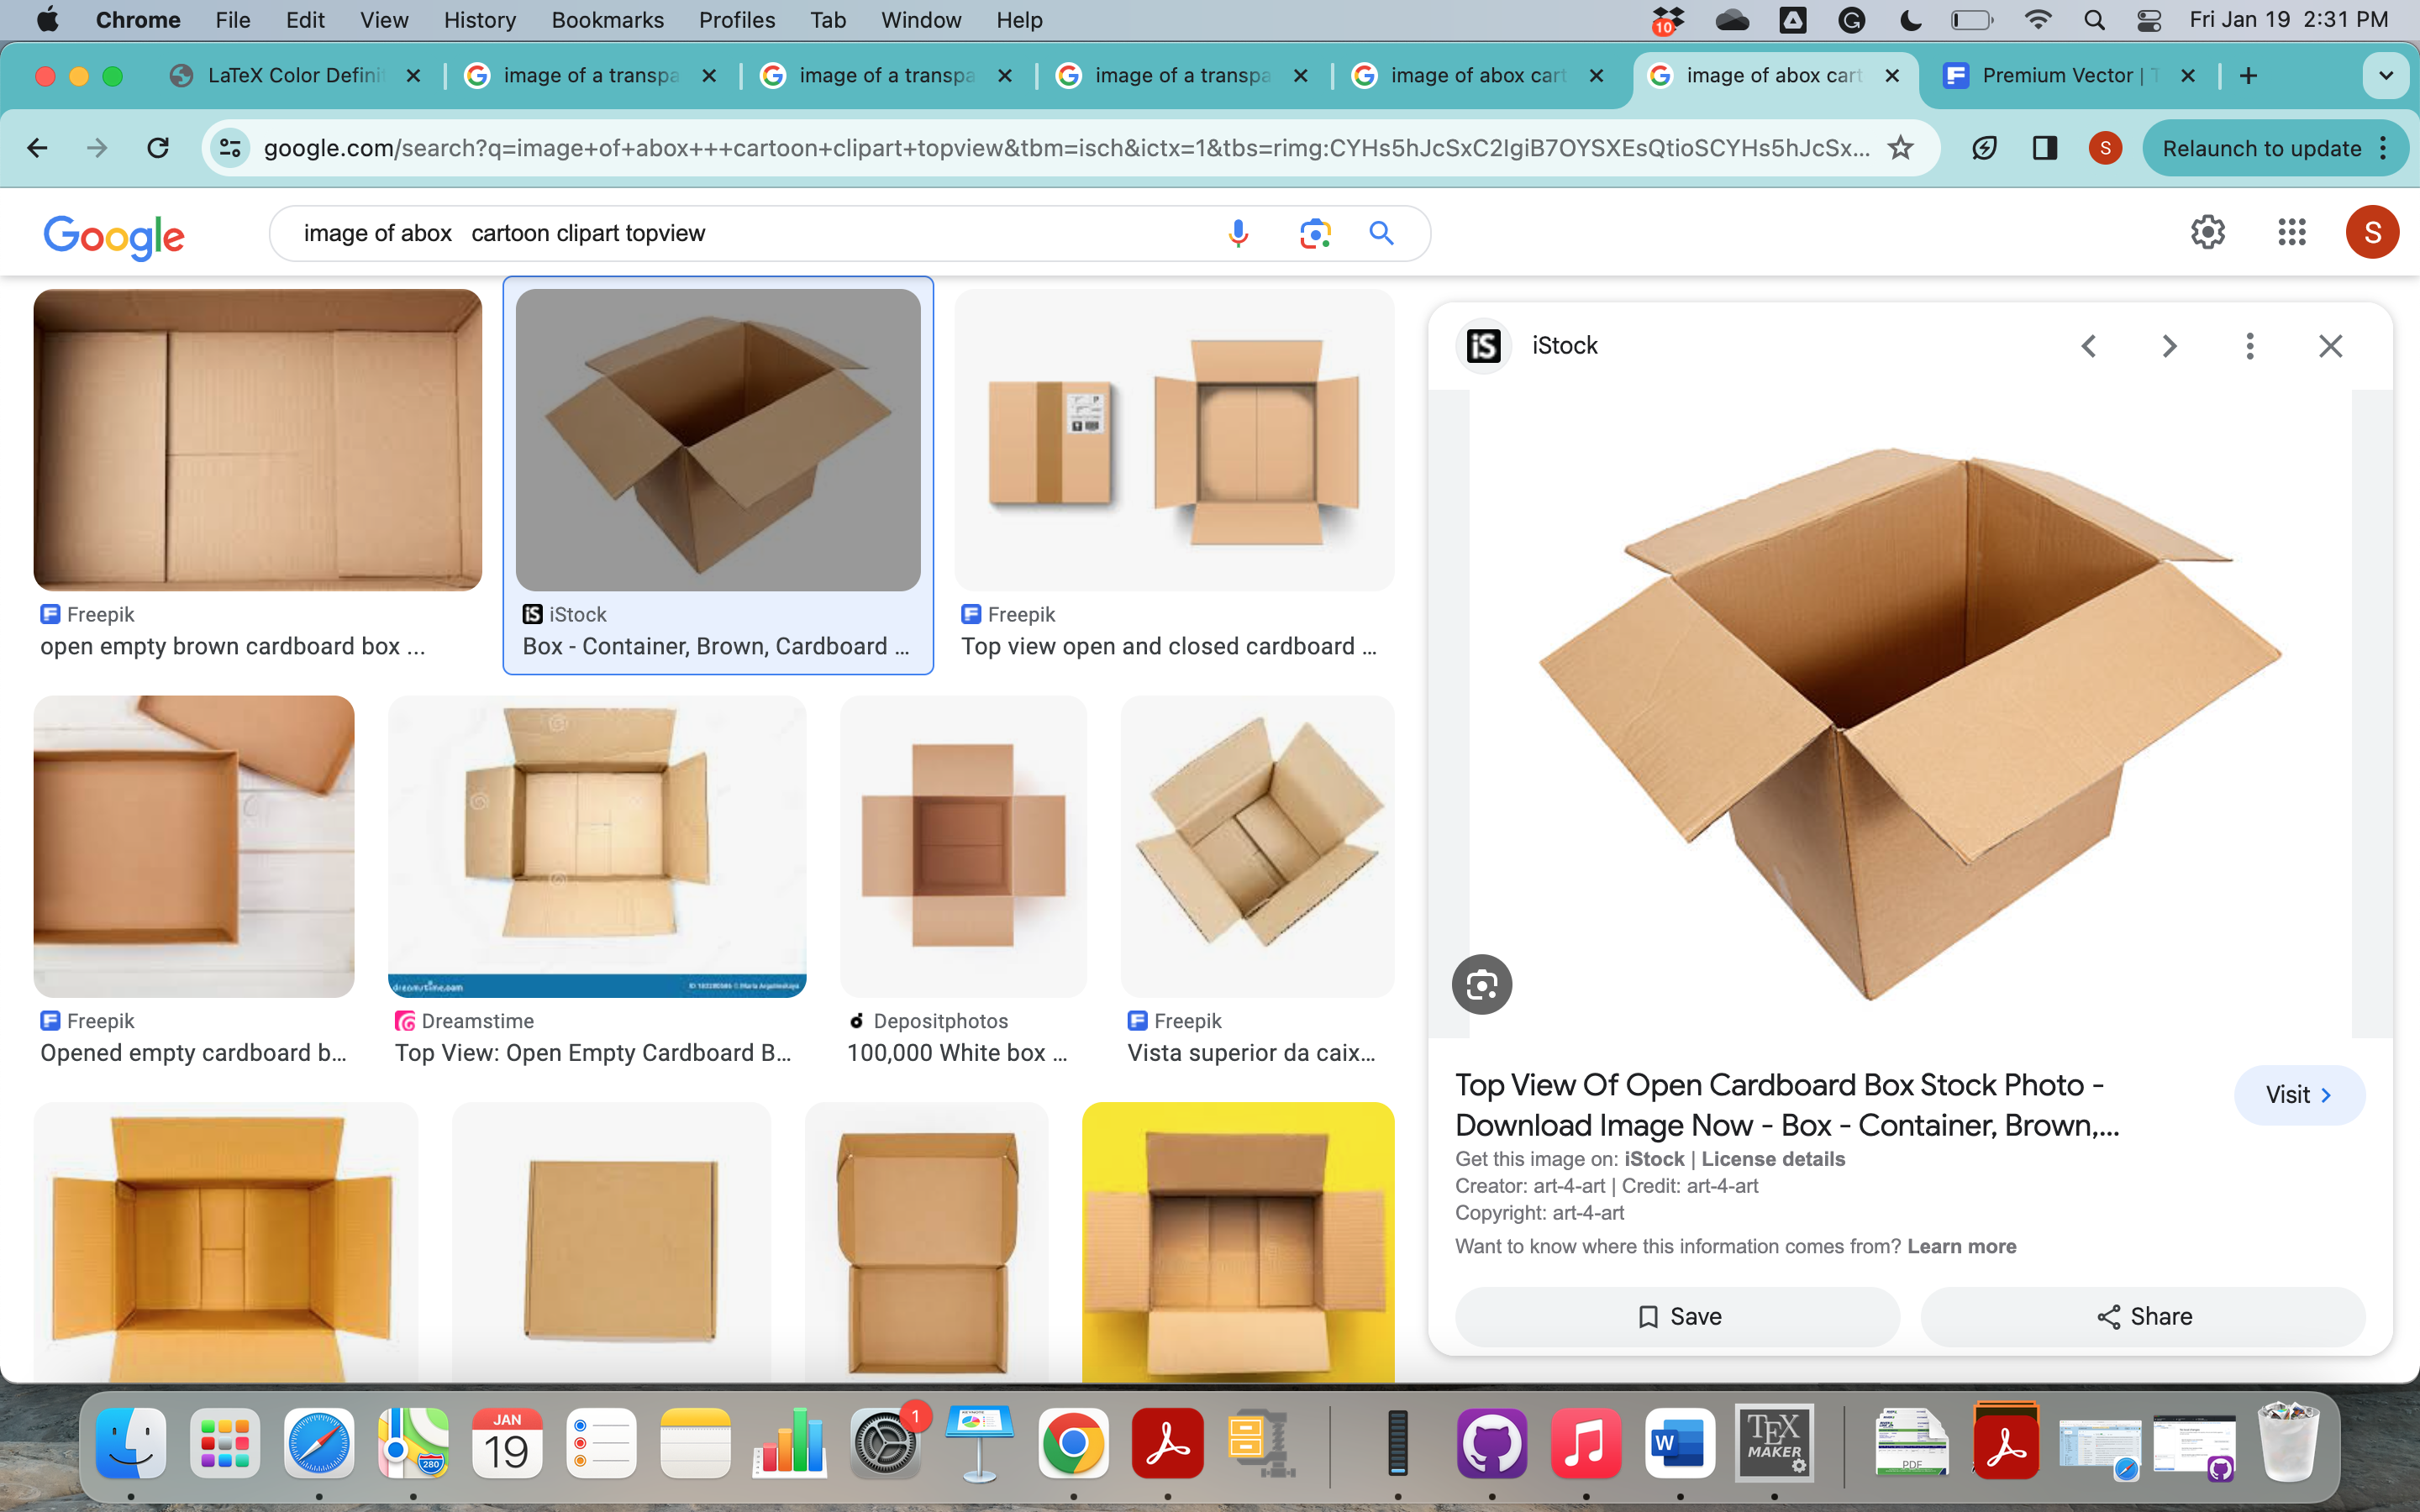 Chrome File Edit View History Bookmarks Profiles Tab Window Help
10
Fri Jan 19 2:31 PM
LaTeX Color Defini
image of a transpa
image of a transpa
image of a transpa
image of abox cart
image of abox cart
Premium Vector |
google.com/search?q=image+of+abox+++cartoon+clipart+topview&tbm=isch&ictx=1&tbs=rimg:CYHs5hJcSxC2IgiB7OYSXEsQtioSCYHs5hJcSx...
S
Relaunch to update
Google
image of abox cartoon clipart topview
S
Freepik
open empty brown cardboard box ...
iS iStock
Box - Container, Brown, Cardboard ...
Freepik
Top view open and closed cardboard ...
Freepik
Opened empty cardboard b...
dreamstime.com
Dreamstime
Top View: Open Empty Cardboard B...
Depositphotos
100,000 White box ...
Freepik
Vista superior da caix...
iS iStock
Top View Of Open Cardboard Box Stock Photo -
Download Image Now - Box - Container, Brown,...
Visit
Get this image on: iStock | License details
Creator: art-4-art | Credit: art-4-art
Copyright: art-4-art
Want to know where this information comes from? Learn more
Save
Share
JAN
19
280
1
KEYNOTE
W
TEX
MAKER
PDF